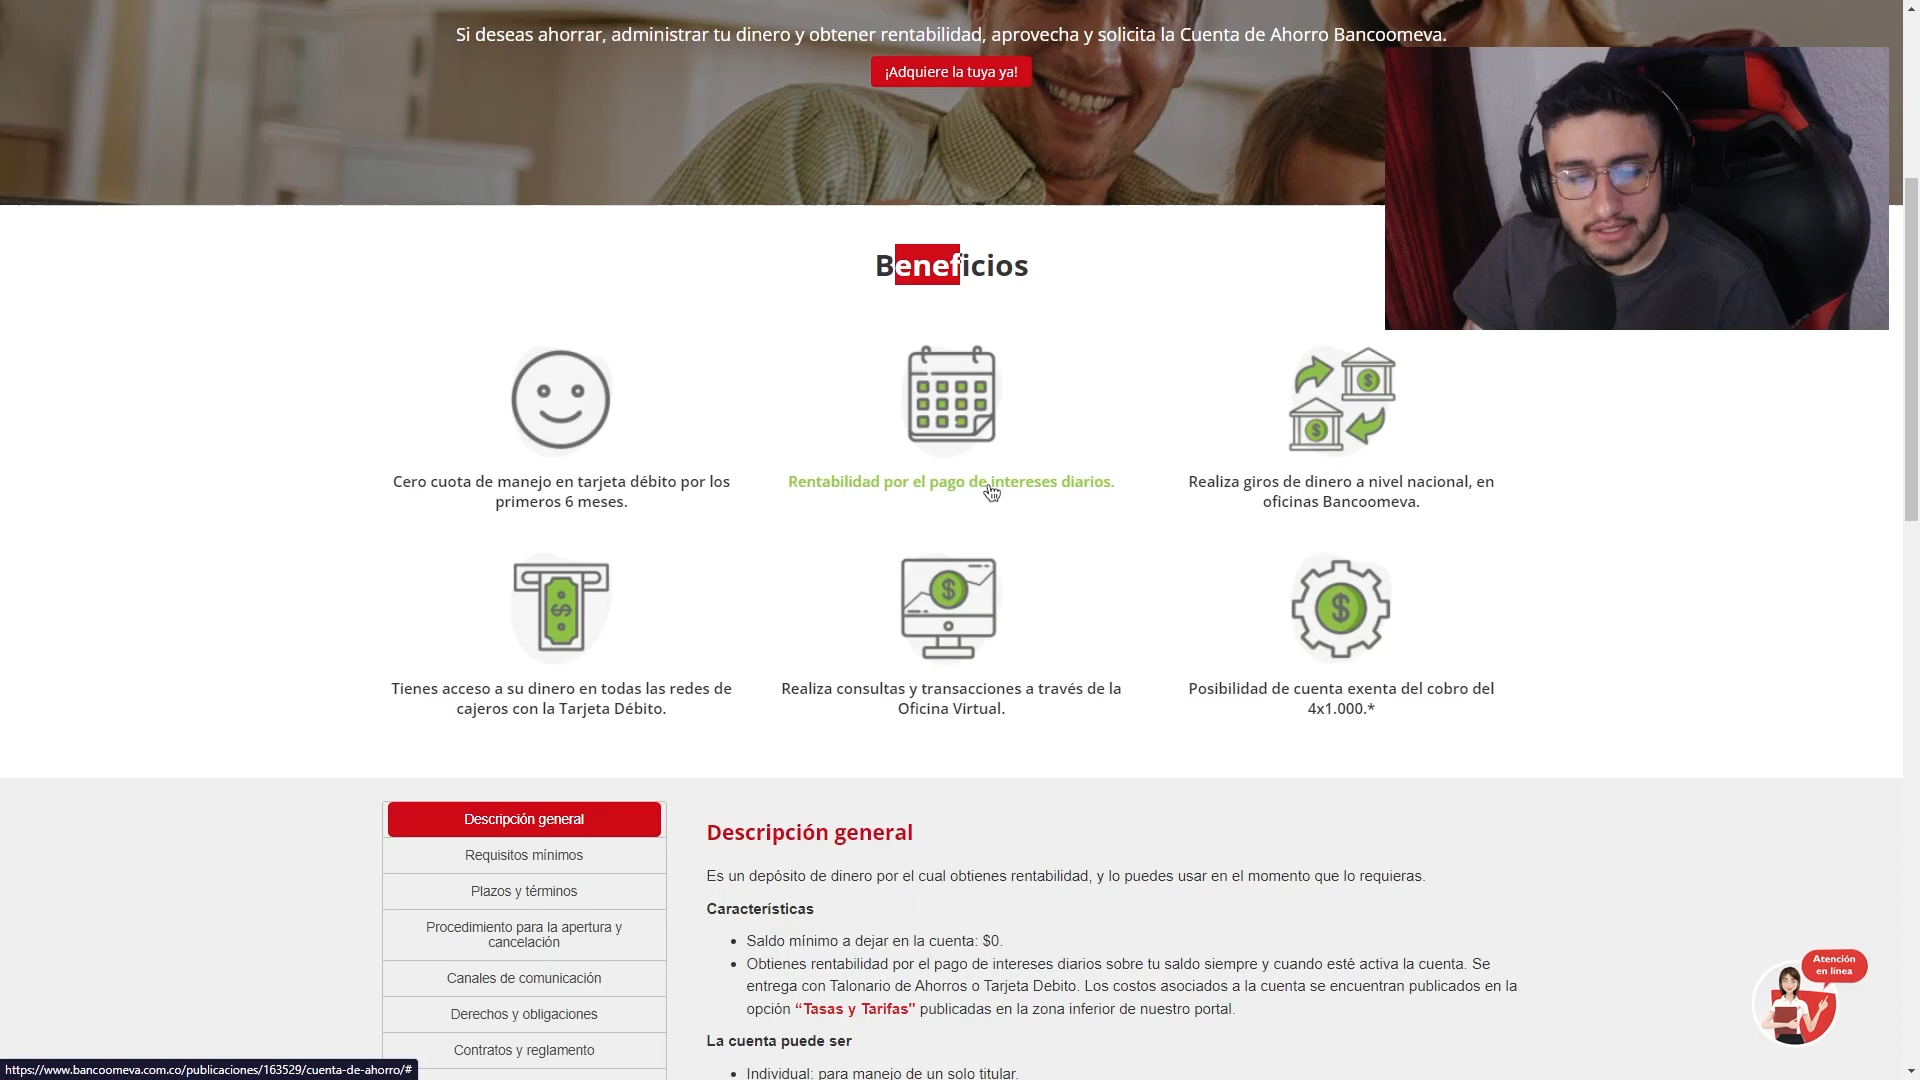 Si deseas ahorrar, administrar tu dinero y obtener rentabilidad, aprovecha y solicita la Cuenta de Ahorro Bancoomeva.
¡Adquiere la tuya ya!
Beneficios
Cero cuota de manejo en tarjeta débito por los
primeros 6 meses.
Rentabilidad por el pago de intereses diarios.
Realiza giros de dinero a nivel nacional, en
oficinas Bancoomeva.
Tienes acceso a su dinero en todas las redes de
cajeros con la Tarjeta Débito.
Realiza consultas y transacciones a través de la
Oficina Virtual.
Posibilidad de cuenta exenta del cobro del
4x1.000.*
Descripción general
Requisitos mínimos
Plazos y términos
Procedimiento para la apertura y
cancelación
Canales de comunicación
Derechos y obligaciones
Contratos y reglamento
Descripción general
Es un depósito de dinero por el cual obtienes rentabilidad, y lo puedes usar en el momento que lo requieras.
Características
• Saldo mínimo a dejar en la cuenta: $0.
• Obtienes rentabilidad por el pago de intereses diarios sobre tu saldo siempre y cuando esté activa la cuenta. Se
entrega con Talonario de Ahorros o Tarjeta Debito. Los costos asociados a la cuenta se encuentran publicados en la
opción “Tasas y Tarifas” publicadas en la zona inferior de nuestro portal.
La cuenta puede ser
• Individual: para manejo de un solo titular.
Atención
en línea
https://www.bancoomeva.com.co/publicaciones/163529/cuenta-de-ahorro/#